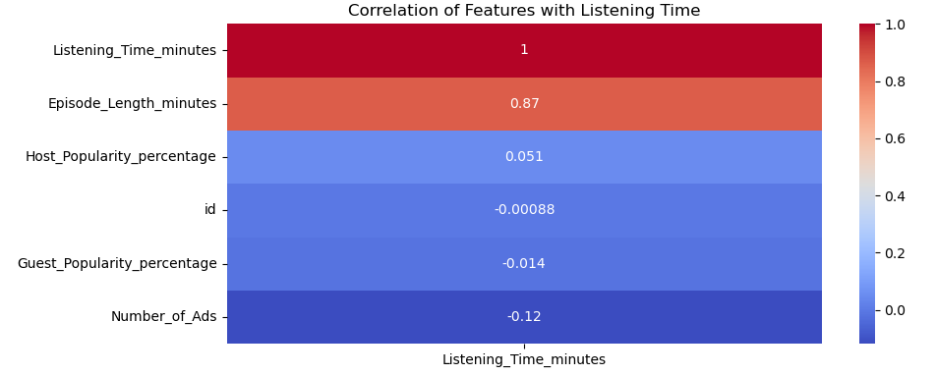 Correlation of Features with Listening Time
Listening_Time_minutes 1
Episode_Length_minutes 0.87
Host_Popularity_percentage 0.051
id -0.00088
Guest_Popularity_percentage -0.014
Number_of_Ads -0.12
Listening_Time_minutes
1.0
0.8
0.6
0.4
0.2
0.0